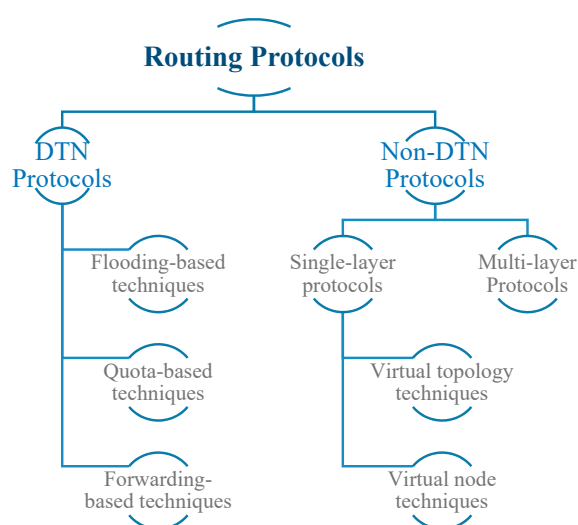 Routing Protocols
DTN
Protocols
Non-DTN
Protocols
Flooding-based
techniques
Single-layer
protocols
Multi-layer
Protocols
Quota-based
techniques
Virtual topology
techniques
Forwarding-
based techniques
Virtual node
techniques